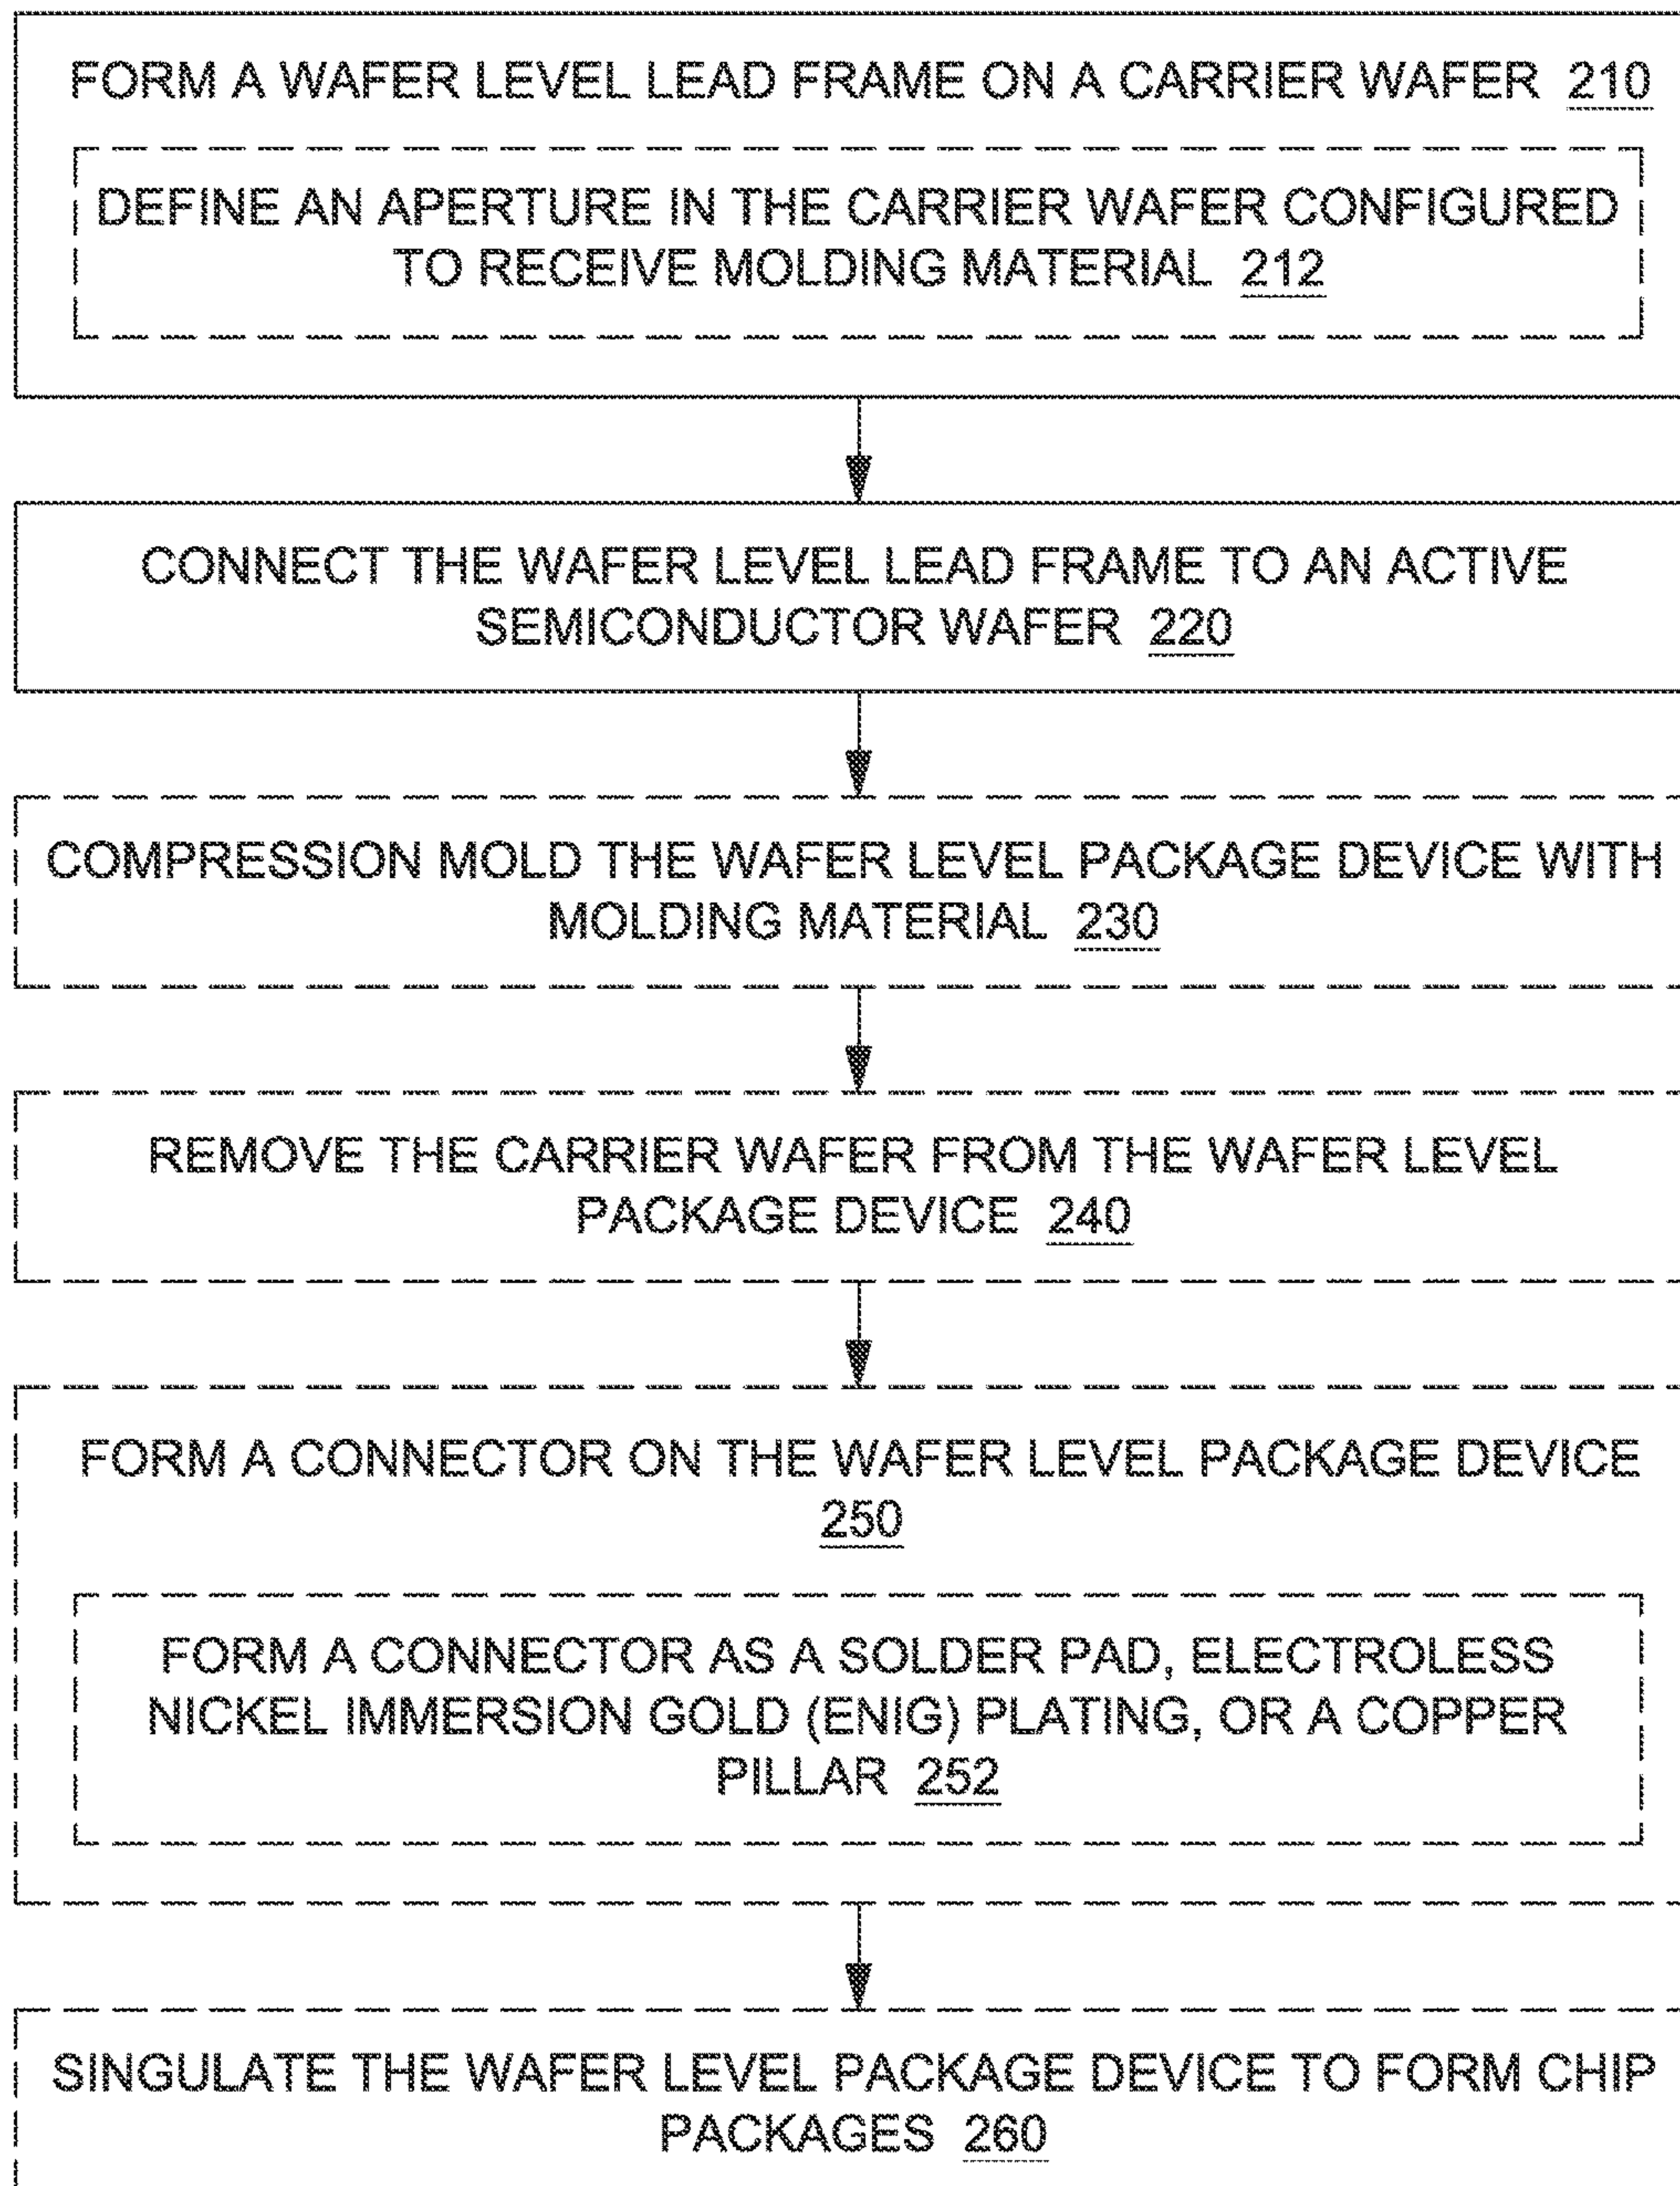 FORM A WAFER LEVEL LEAD FRAME ON A CARRIER WAFER 210
DEFINE AN APERTURE IN THE CARRIER WAFER CONFIGURED
TO RECEIVE MOLDING MATERIAL 212
CONNECT THE WAFER LEVEL LEAD FRAME TO AN ACTIVE
SEMICONDUCTOR WAFER 220
COMPRESSION MOLD THE WAFER LEVEL PACKAGE DEVICE WITH
MOLDING MATERIAL 230
REMOVE THE CARRIER WAFER FROM THE WAFER LEVEL
PACKAGE DEVICE 240
FORM A CONNECTOR ON THE WAFER LEVEL PACKAGE DEVICE
250
FORM A CONNECTOR AS A SOLDER PAD, ELECTROLESS
NICKEL IMMERSION GOLD (ENIG) PLATING, OR A COPPER
PILLAR 252
SINGULATE THE WAFER LEVEL PACKAGE DEVICE TO FORM CHIP
PACKAGES 260